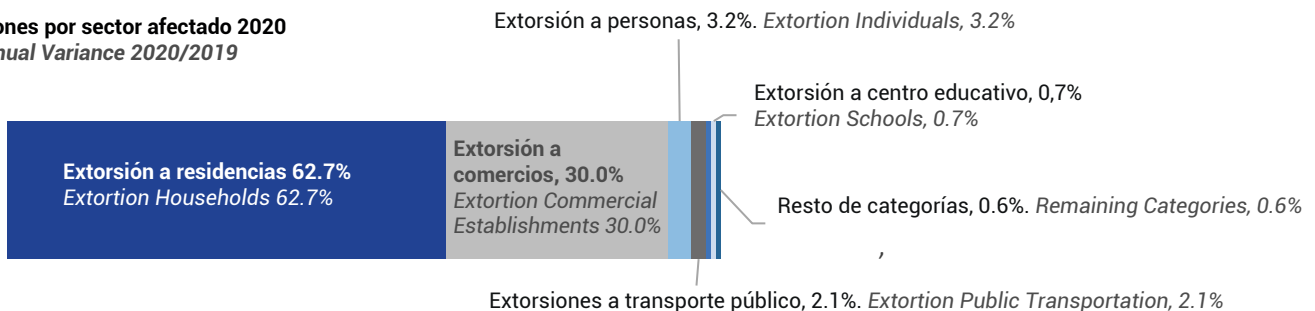 ones por sector afectado 2020
nual Variance 2020/2019
Extorsión a personas, 3.2%. Extortion Individuals, 3.2%
Extorsión a centro educativo, 0,7%
Extortion Schools, 0.7%
Extorsión a residencias 62.7%
Extortion Households 62.7%
Extorsión a
comercios, 30.0%
Extortion Commercial
Establishments 30.0%
Resto de categorías, 0.6%. Remaining Categories, 0.6%
,
Extorsiones a transporte público, 2.1%. Extortion Public Transportation, 2.1%